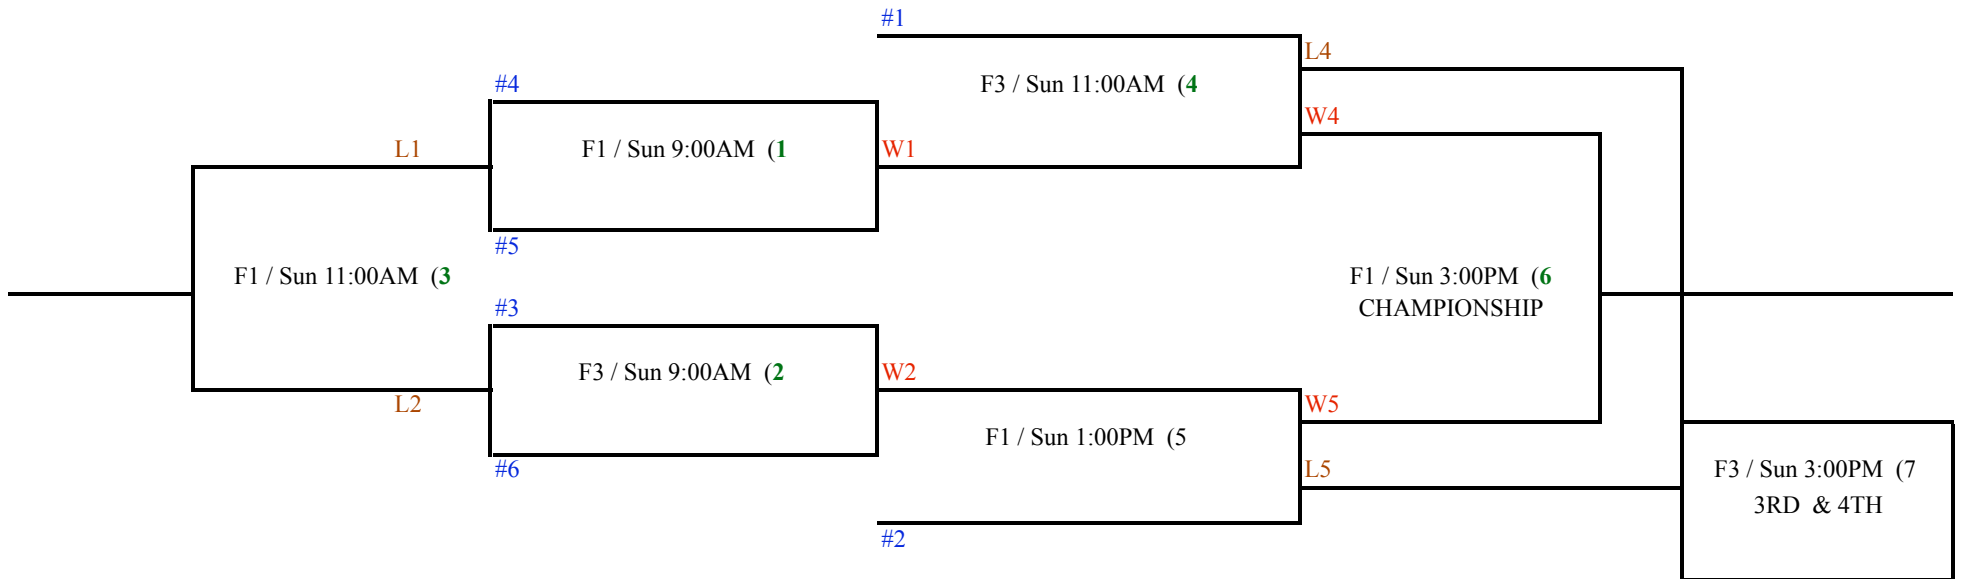 #1
L4
#4
F3 / Sun 11:00AM (4
W4
L1
F1 / Sun 9:00AM (1
W1
#5
F1 / Sun 11:00AM (3
F1 / Sun 3:00PM (6
CHAMPIONSHIP
#3
F3 / Sun 9:00AM (2
W2
L2
W5
F1 / Sun 1:00PM (5
#6
L5
F3 / Sun 3:00PM (7
3RD & 4TH
#2